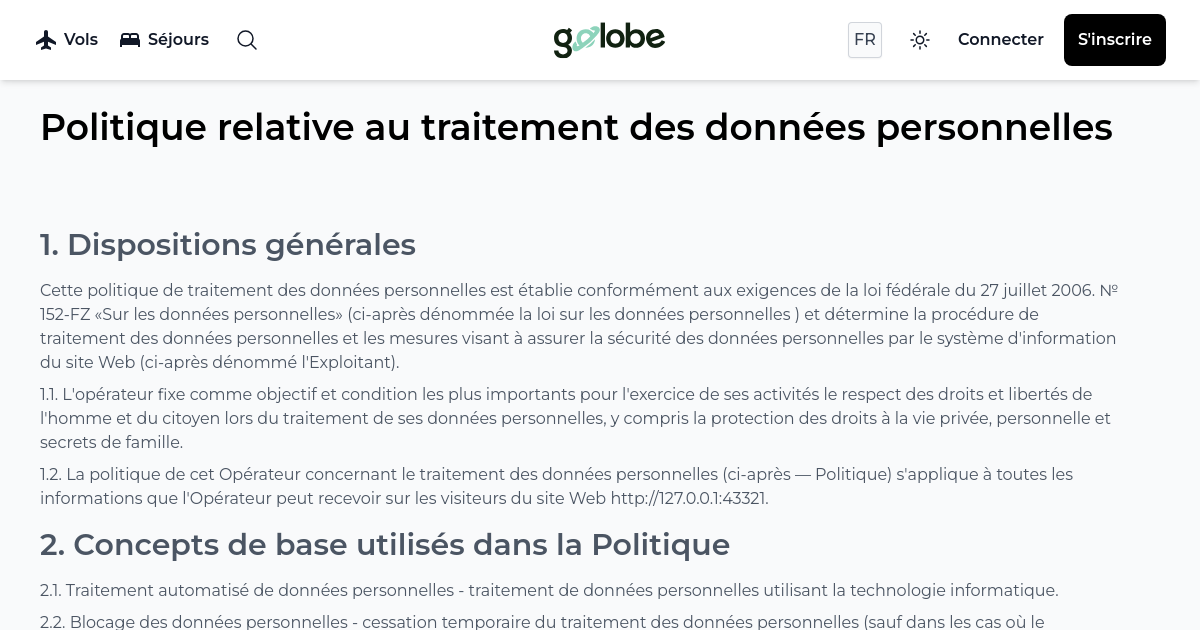 Vols
Séjours
golobe
FR
Connecter
S'inscrire
Politique relative au traitement des données personnelles
1. Dispositions générales
Cette politique de traitement des données personnelles est établie conformément aux exigences de la loi fédérale du 27 juillet 2006. №
152-FZ «Sur les données personnelles» (ci-après dénommée la loi sur les données personnelles ) et détermine la procédure de
traitement des données personnelles et les mesures visant à assurer la sécurité des données personnelles par le système d'information
du site Web (ci-après dénommé l'Exploitant).
1.1. L'opérateur fixe comme objectif et condition les plus importants pour l'exercice de ses activités le respect des droits et libertés de
l'homme et du citoyen lors du traitement de ses données personnelles, y compris la protection des droits à la vie privée, personnelle et
secrets de famille.
1.2. La politique de cet Opérateur concernant le traitement des données personnelles (ci-après — Politique) s'applique à toutes les
informations que l'Opérateur peut recevoir sur les visiteurs du site Web http://127.0.0.1:43321.
2. Concepts de base utilisés dans la Politique
2.1. Traitement automatisé de données personnelles - traitement de données personnelles utilisant la technologie informatique.
2.2. Blocage des données personnelles - cessation temporaire du traitement des données personnelles (sauf dans les cas où le